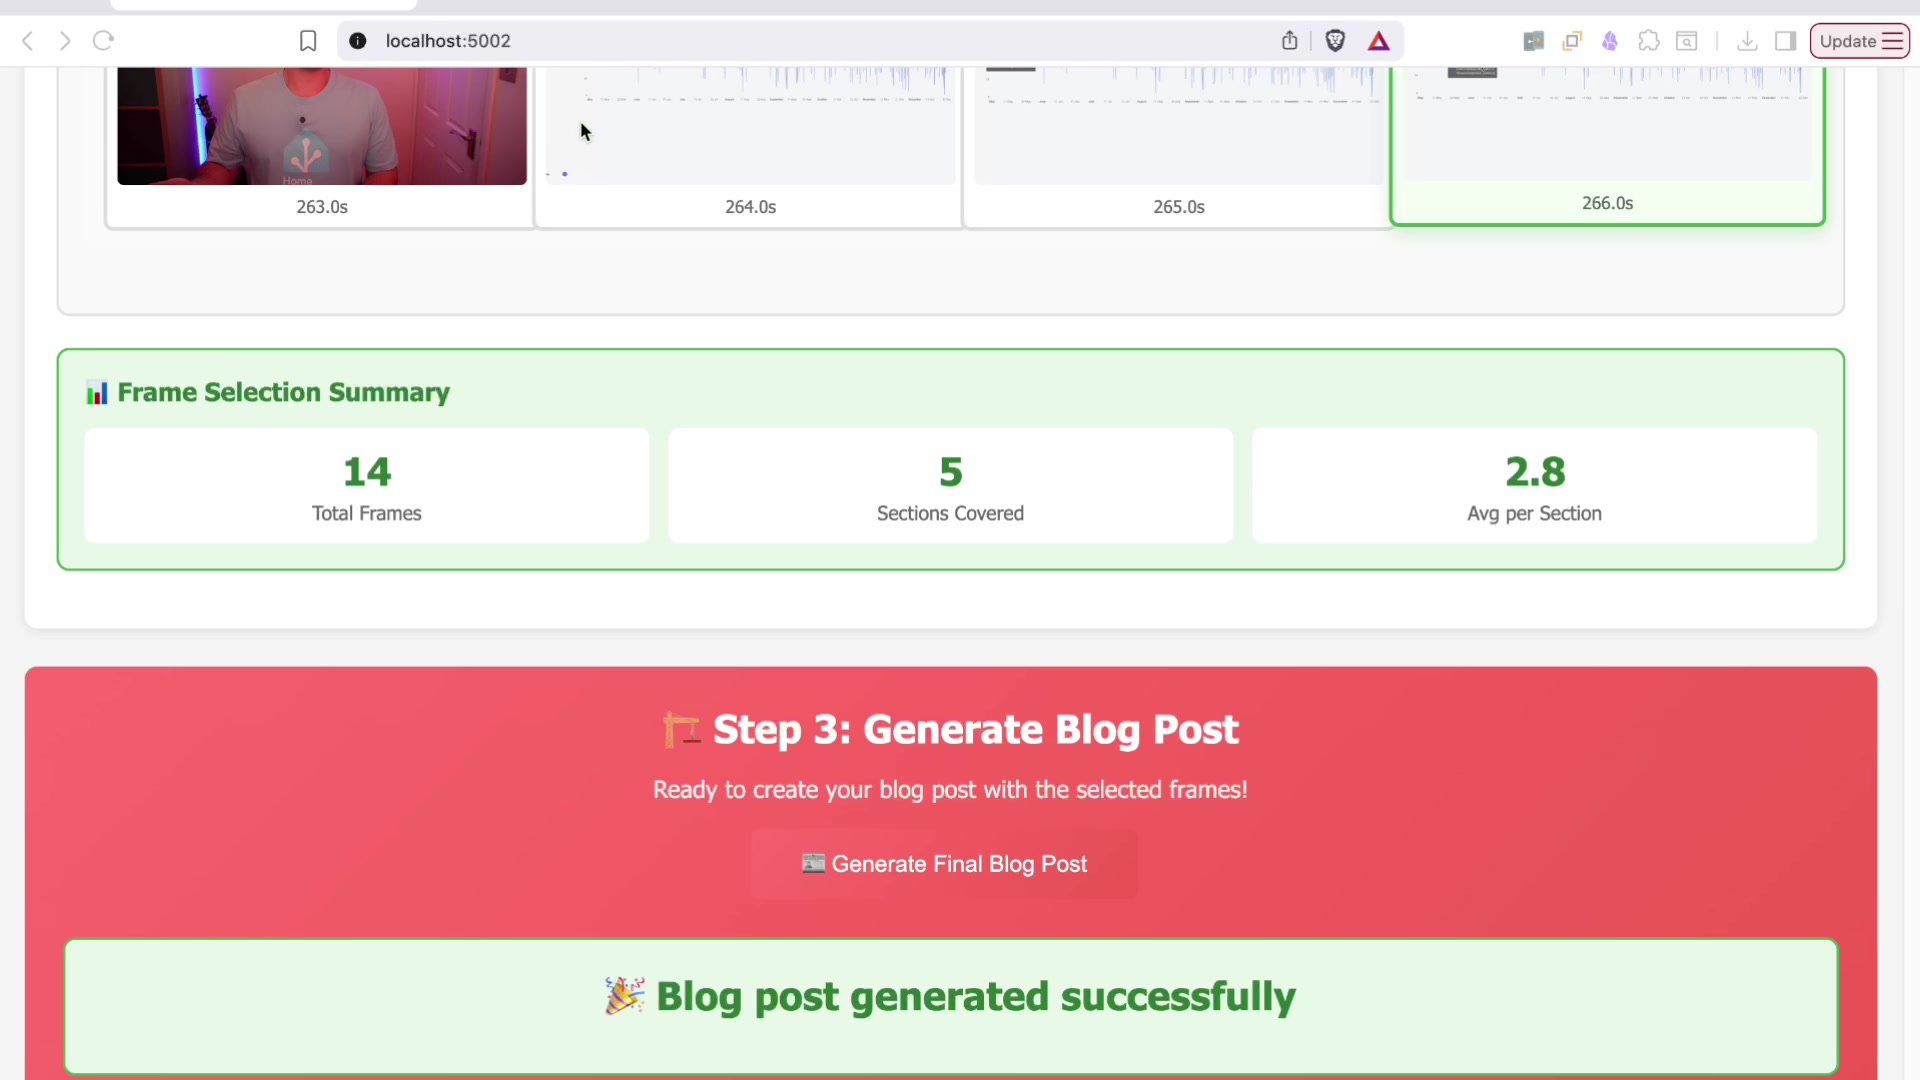 localhost:5002
Update
Home
263.0s
264.0s
265.0s
266.0s
Frame Selection Summary
14
Total Frames
5
Sections Covered
2.8
Avg per Section
Step 3: Generate Blog Post
Ready to create your blog post with the selected frames!
Generate Final Blog Post
Blog post generated successfully